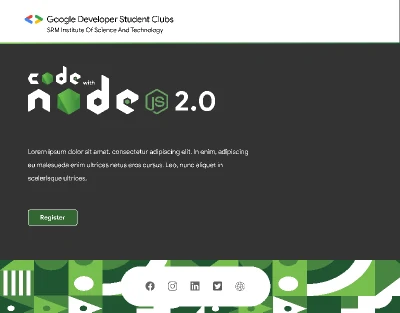 Google Developer Student Clubs
SRM Institute Of Science And Technology
code with
node JS 2.0
Lorem ipsum dolor sit amet, consectetur adipiscing elit. In enim, adipiscing
eu malesuada enim ultrices netus eros cursus. Leo, nunc aliquet in
scelerisque ultrices.
Register